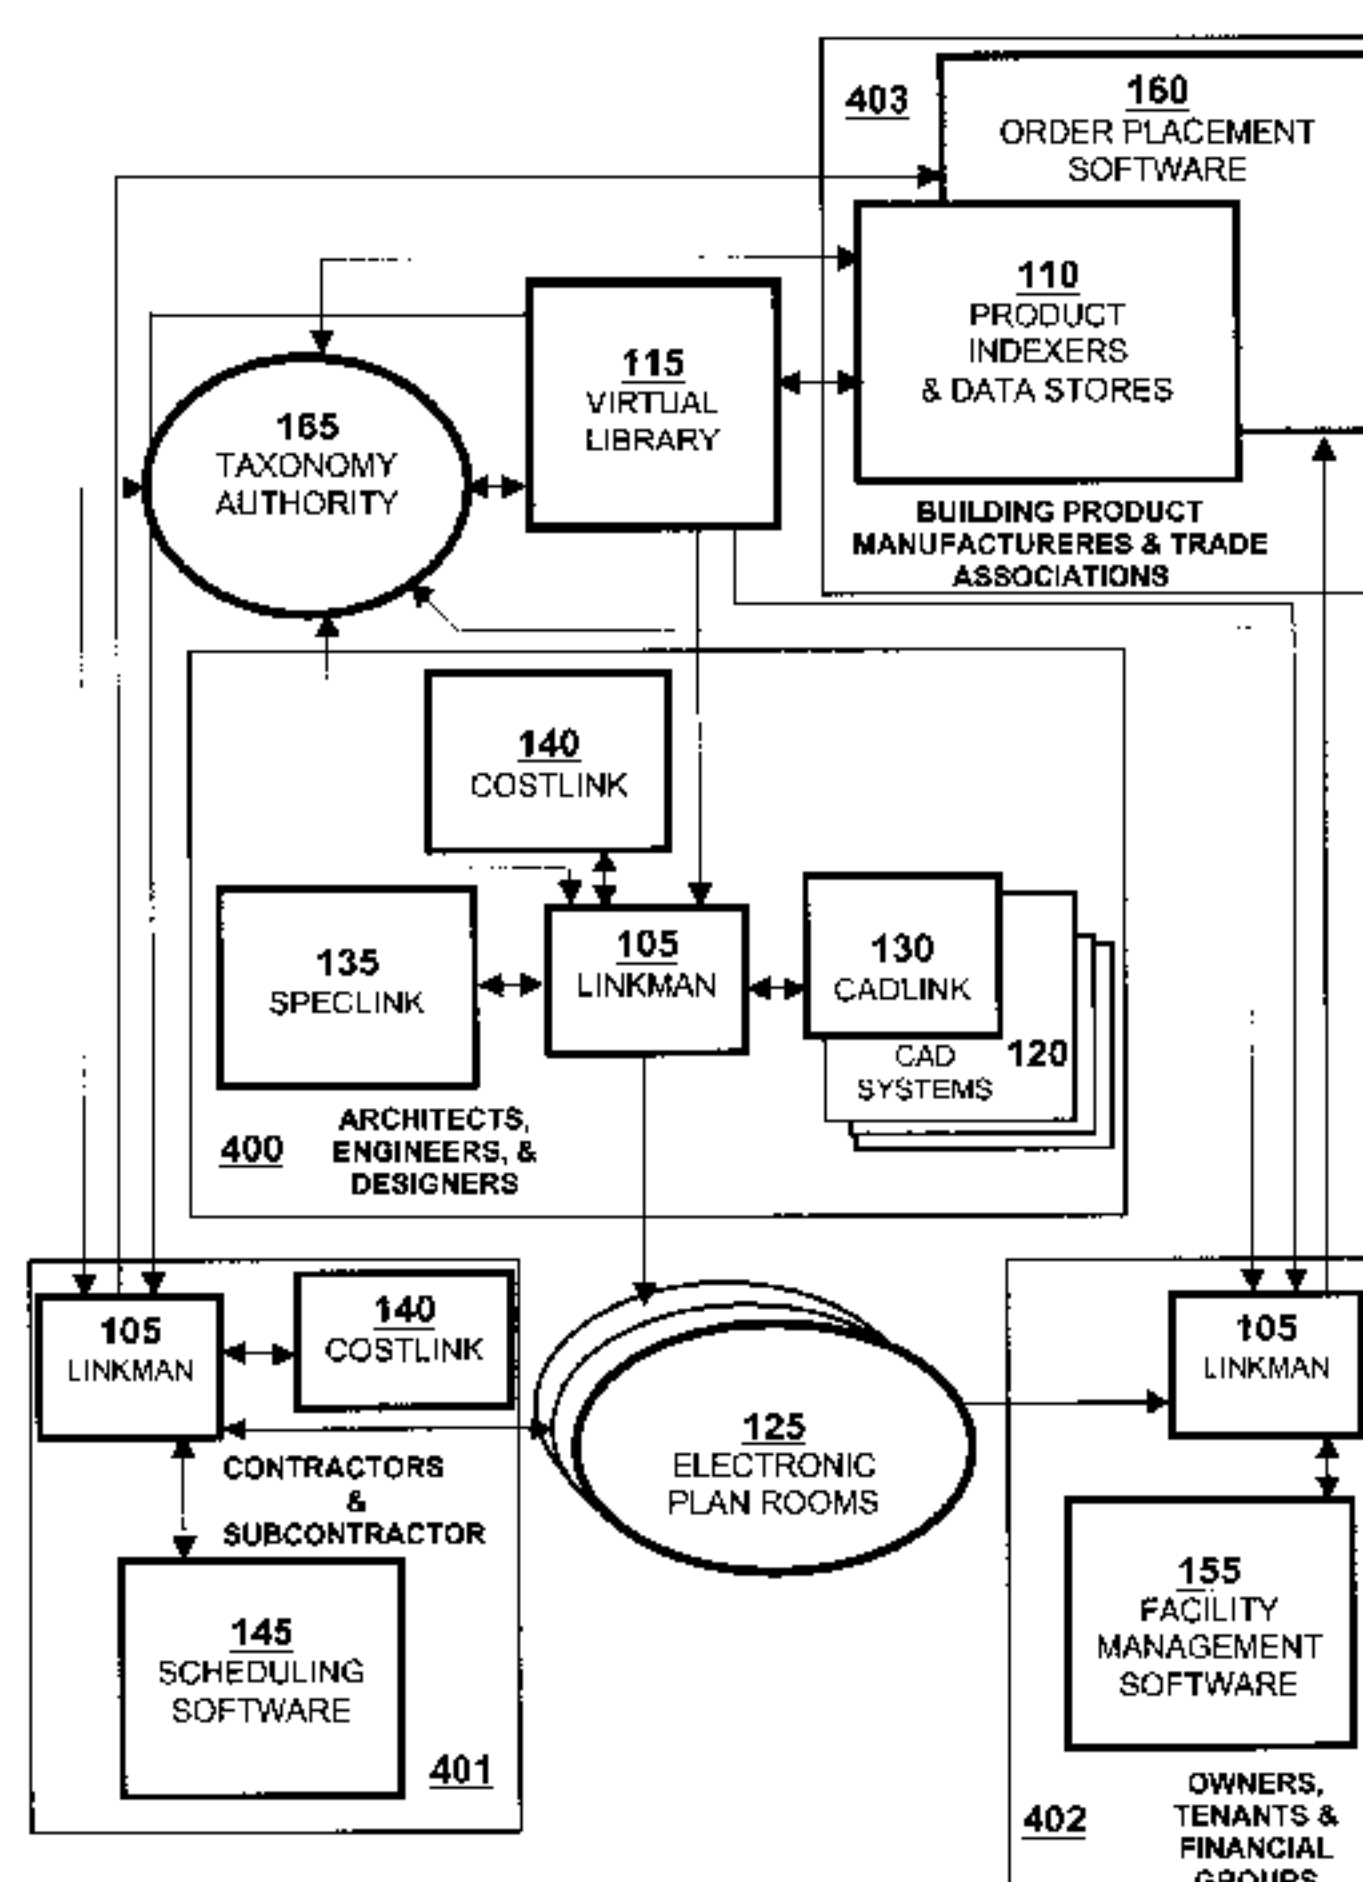 403
160
ORDER PLACEMENT
SOFTWARE
110
PRODUCT
INDEXERS
& DATA STORES
BUILDING PRODUCT
MANUFACTURERES & TRADE
ASSOCIATIONS
115
VIRTUAL
LIBRARY
165
TAXONOMY
AUTHORITY
140
COSTLINK
135
SPECLINK
105
LINKMAN
130
CADLINK
CAD
SYSTEMS
120
ARCHITECTS,
ENGINEERS, &
DESIGNERS
400
105
LINKMAN
140
COSTLINK
CONTRACTORS
&
SUBCONTRACTOR
145
SCHEDULING
SOFTWARE
401
125
ELECTRONIC
PLAN ROOMS
105
LINKMAN
155
FACILITY
MANAGEMENT
SOFTWARE
402
OWNERS,
TENANTS &
FINANCIAL
GROUPS